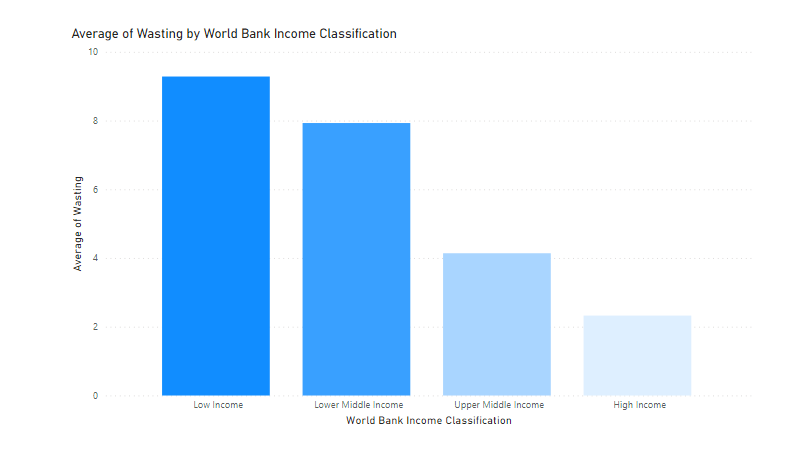 Average of Wasting by World Bank Income Classification
10
8
6
4
2
0
Average of Wasting
Low Income
Lower Middle Income
Upper Middle Income
High Income
World Bank Income Classification